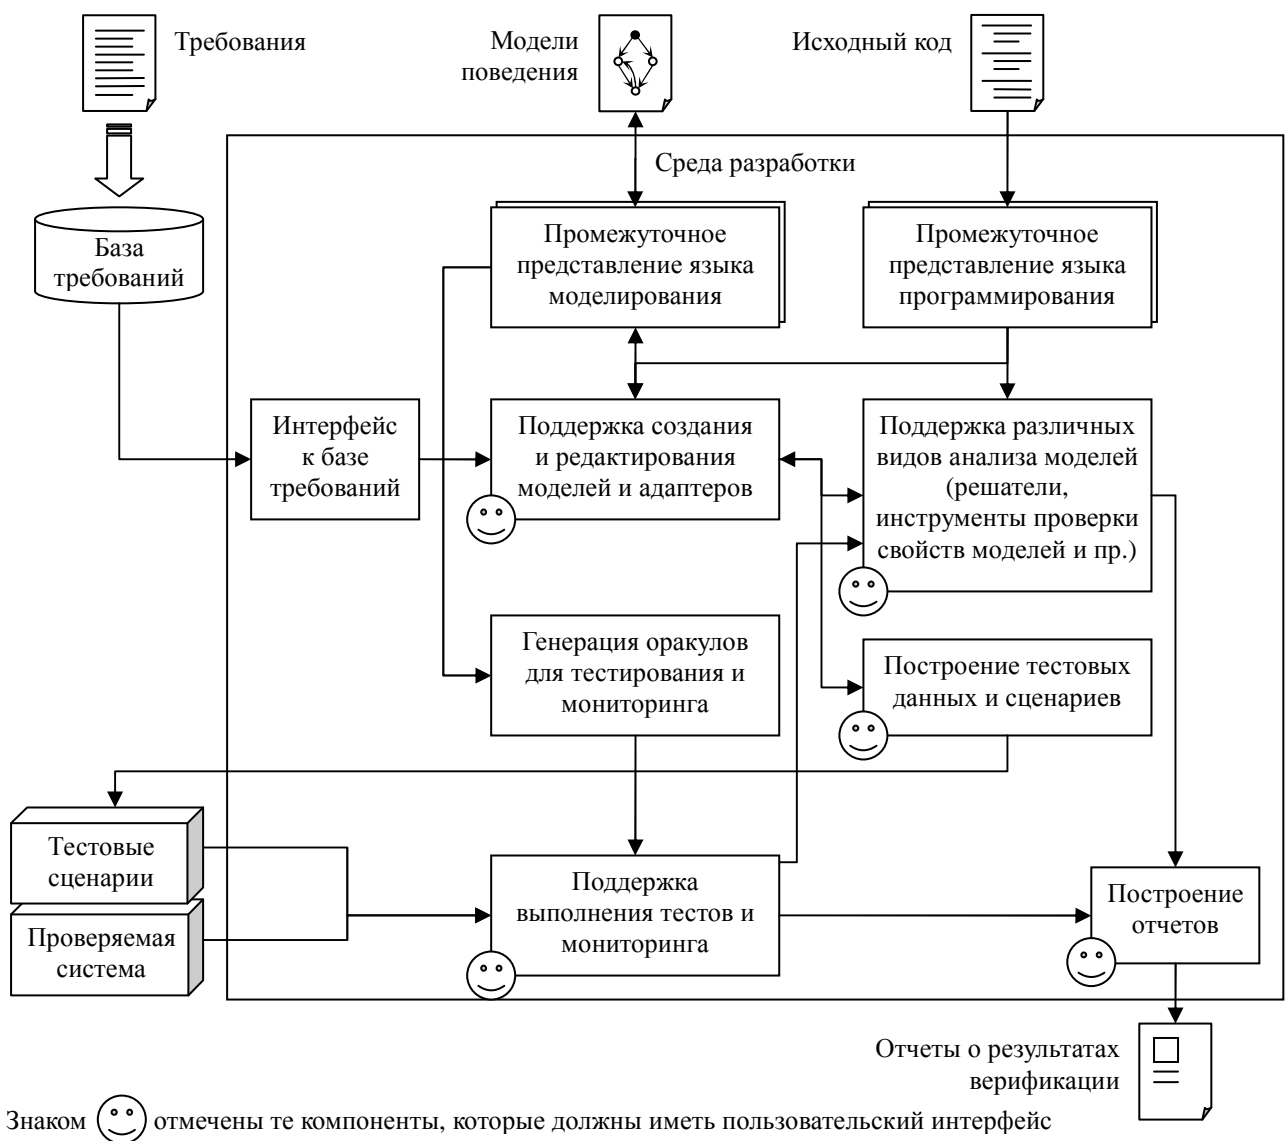 Требования
Модели
поведения
Исходный код
Среда разработки
База
требований
Промежуточное
представление языка
моделирования
Промежуточное
представление языка
программирования
Интерфейс
к базе
требований
Поддержка создания
и редактирования
моделей и адаптеров
Поддержка различных
видов анализа моделей
(решатели,
инструменты проверки
свойств моделей и пр.)
Генерация оракулов
для тестирования и
мониторинга
Построение тестовых
данных и сценариев
Тестовые
сценарии
Проверяемая
система
Поддержка
выполнения тестов и
мониторинга
Построение
отчетов
Отчеты о результатах
верификации
Знаком отмечены те компоненты, которые должны иметь пользовательский интерфейс